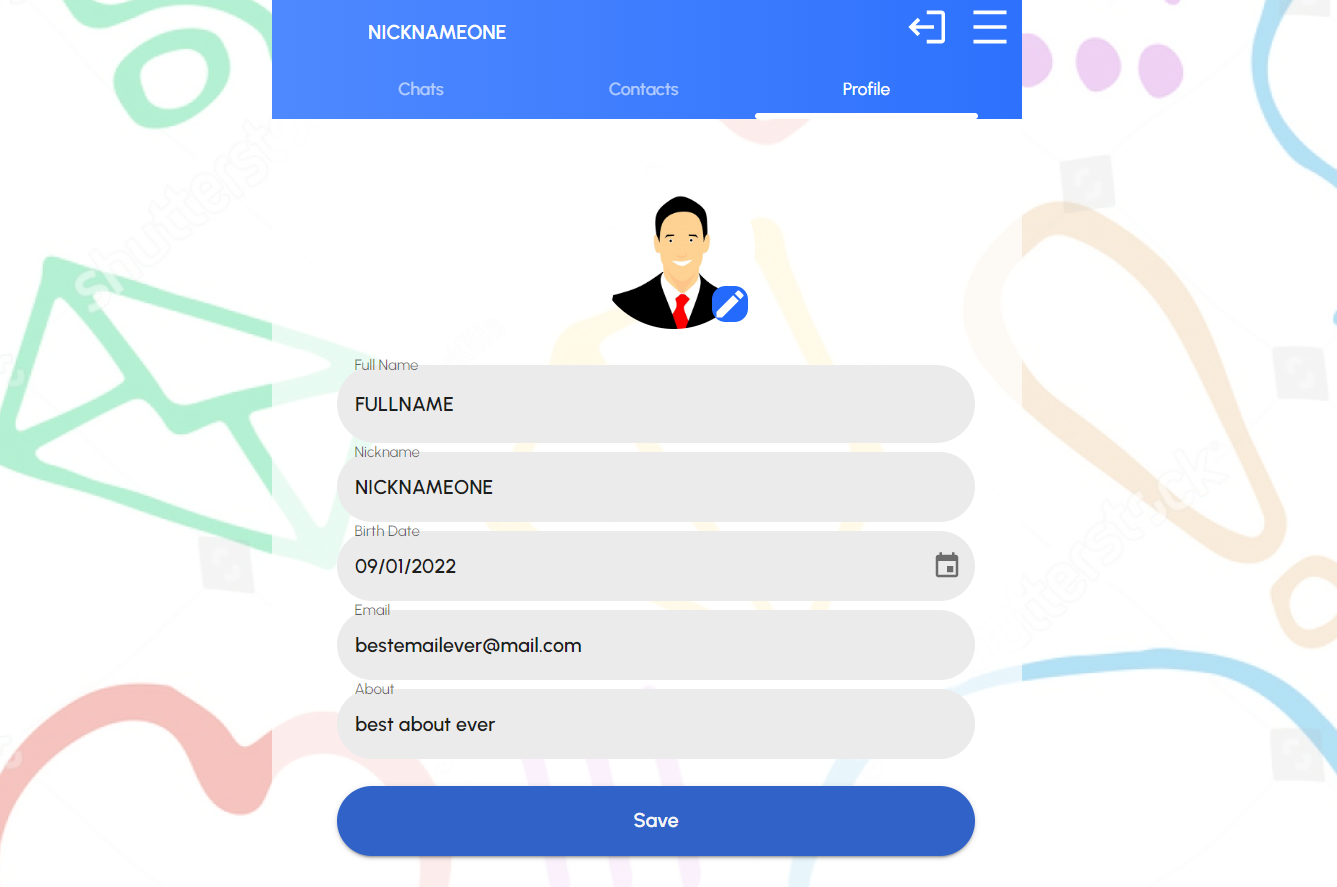 NICKNAMEONE
Chats
Contacts
Profile
Full Name
FULLNAME
Nickname
NICKNAMEONE
Birth Date
09/01/2022
Email
bestemailever@mail.com
About
best about ever
Save
shutterst
shutterstock